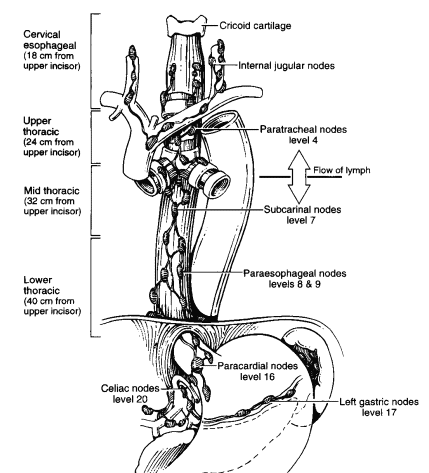 Cricoid cartilage
Cervical
esophageal
(18 cm from
upper incisor)
Internal jugular nodes
Upper
thoracic
(24 cm from
upper incisor)
Paratracheal nodes
level 4
Flow of lymph
Mid thoracic
(32 cm from
upper incisor)
Subcarinal nodes
level 7
Lower
thoracic
(40 cm from
upper incisor)
Paraesophageal nodes
levels 8 & 9
Paracardial nodes
level 16
Celiac nodes
level 20
Left gastric nodes
level 17